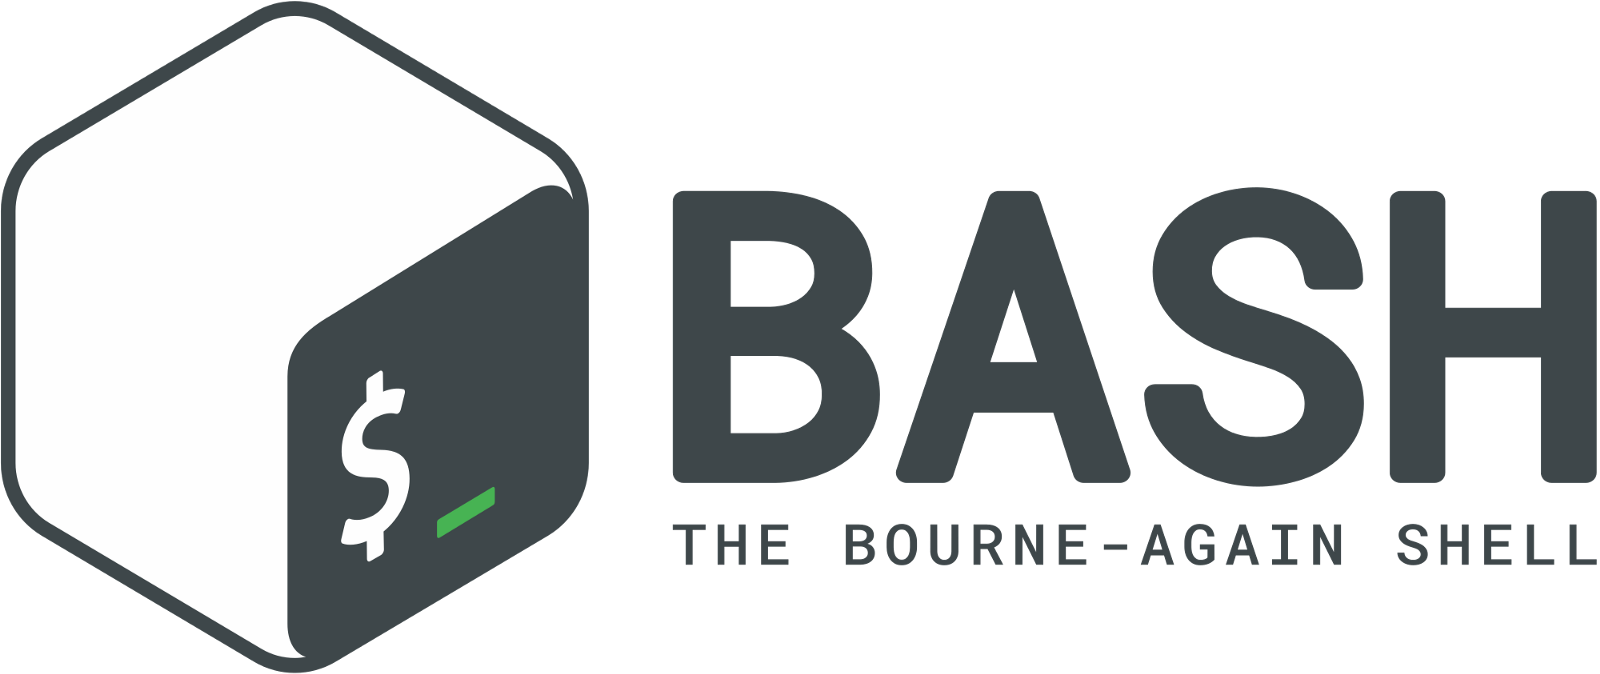 $_
BASH
THE BOURNE-AGAIN SHELL